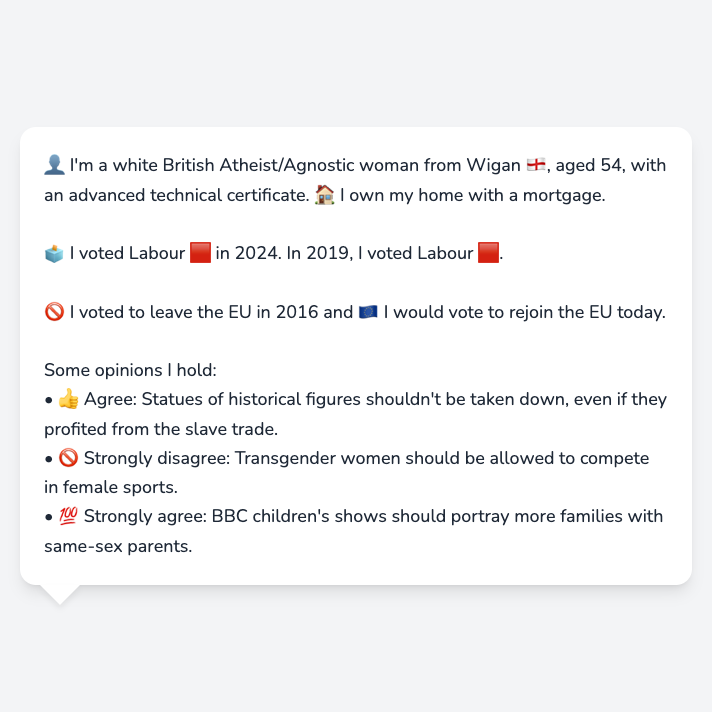 👤 I'm a white British Atheist/Agnostic woman from Wigan 🏴󠁧󠁢󠁥󠁮󠁧󠁿, aged 54, with
an advanced technical certificate. 🏠 I own my home with a mortgage.
🗳️ I voted Labour 🟥 in 2024. In 2019, I voted Labour 🟥.
🚫 I voted to leave the EU in 2016 and 🇪🇺 I would vote to rejoin the EU today.
Some opinions I hold:
• 👍 Agree: Statues of historical figures shouldn't be taken down, even if they
profited from the slave trade.
• 🚫 Strongly disagree: Transgender women should be allowed to compete
in female sports.
• 💯 Strongly agree: BBC children's shows should portray more families with
same-sex parents.